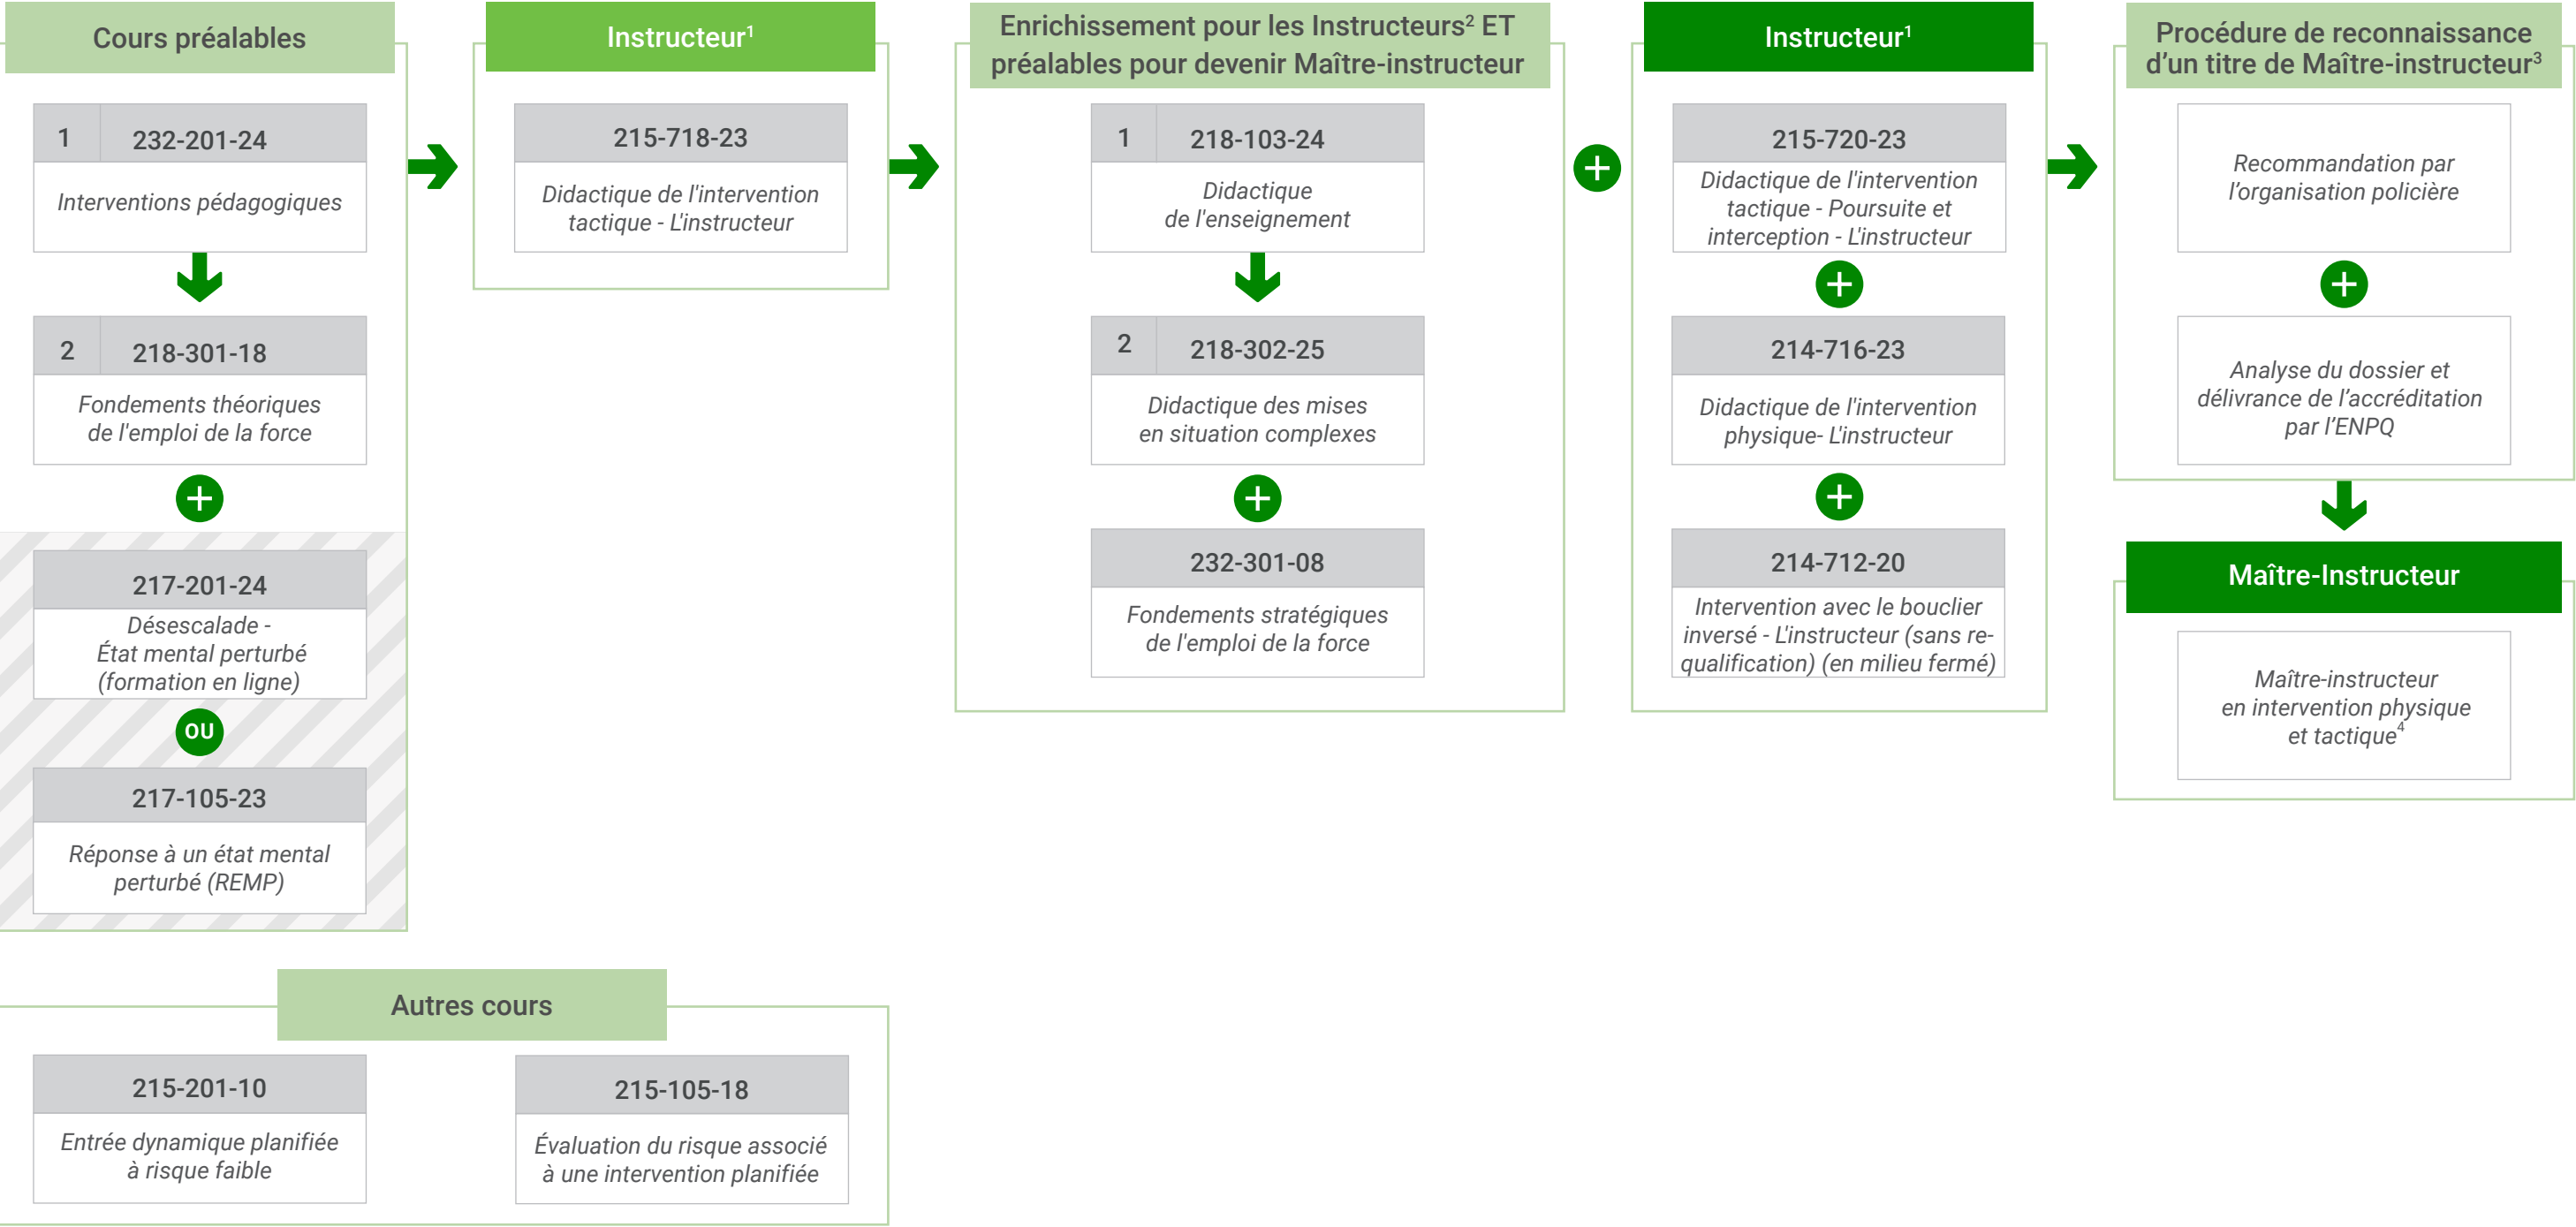 Cours préalables
1
232-201-24
Interventions pédagogiques
2
218-301-18
Fondements théoriques
de l'emploi de la force
217-201-24
Désescalade -
État mental perturbé
(formation en ligne)
OU
217-105-23
Réponse à un état mental
perturbé (REMP)
Instructeur¹
215-718-23
Didactique de l'intervention
tactique - L'instructeur
Enrichissement pour les Instructeurs² ET
préalables pour devenir Maître-instructeur
1
218-103-24
Didactique
de l'enseignement
2
218-302-25
Didactique des mises
en situation complexes
232-301-08
Fondements stratégiques
de l'emploi de la force
Instructeur¹
215-720-23
Didactique de l'intervention
tactique - Poursuite et
interception - L'instructeur
214-716-23
Didactique de l'intervention
physique- L'instructeur
214-712-20
Intervention avec le bouclier
inversé - L'instructeur (sans re-
qualification) (en milieu fermé)
Procédure de reconnaissance
d’un titre de Maître-instructeur³
Recommandation par
l’organisation policière
Analyse du dossier et
délivrance de l’accréditation
par l’ENPQ
Maître-Instructeur
Maître-instructeur
en intervention physique
et tactique⁴
Autres cours
215-201-10
Entrée dynamique planifiée
à risque faible
215-105-18
Évaluation du risque associé
à une intervention planifiée